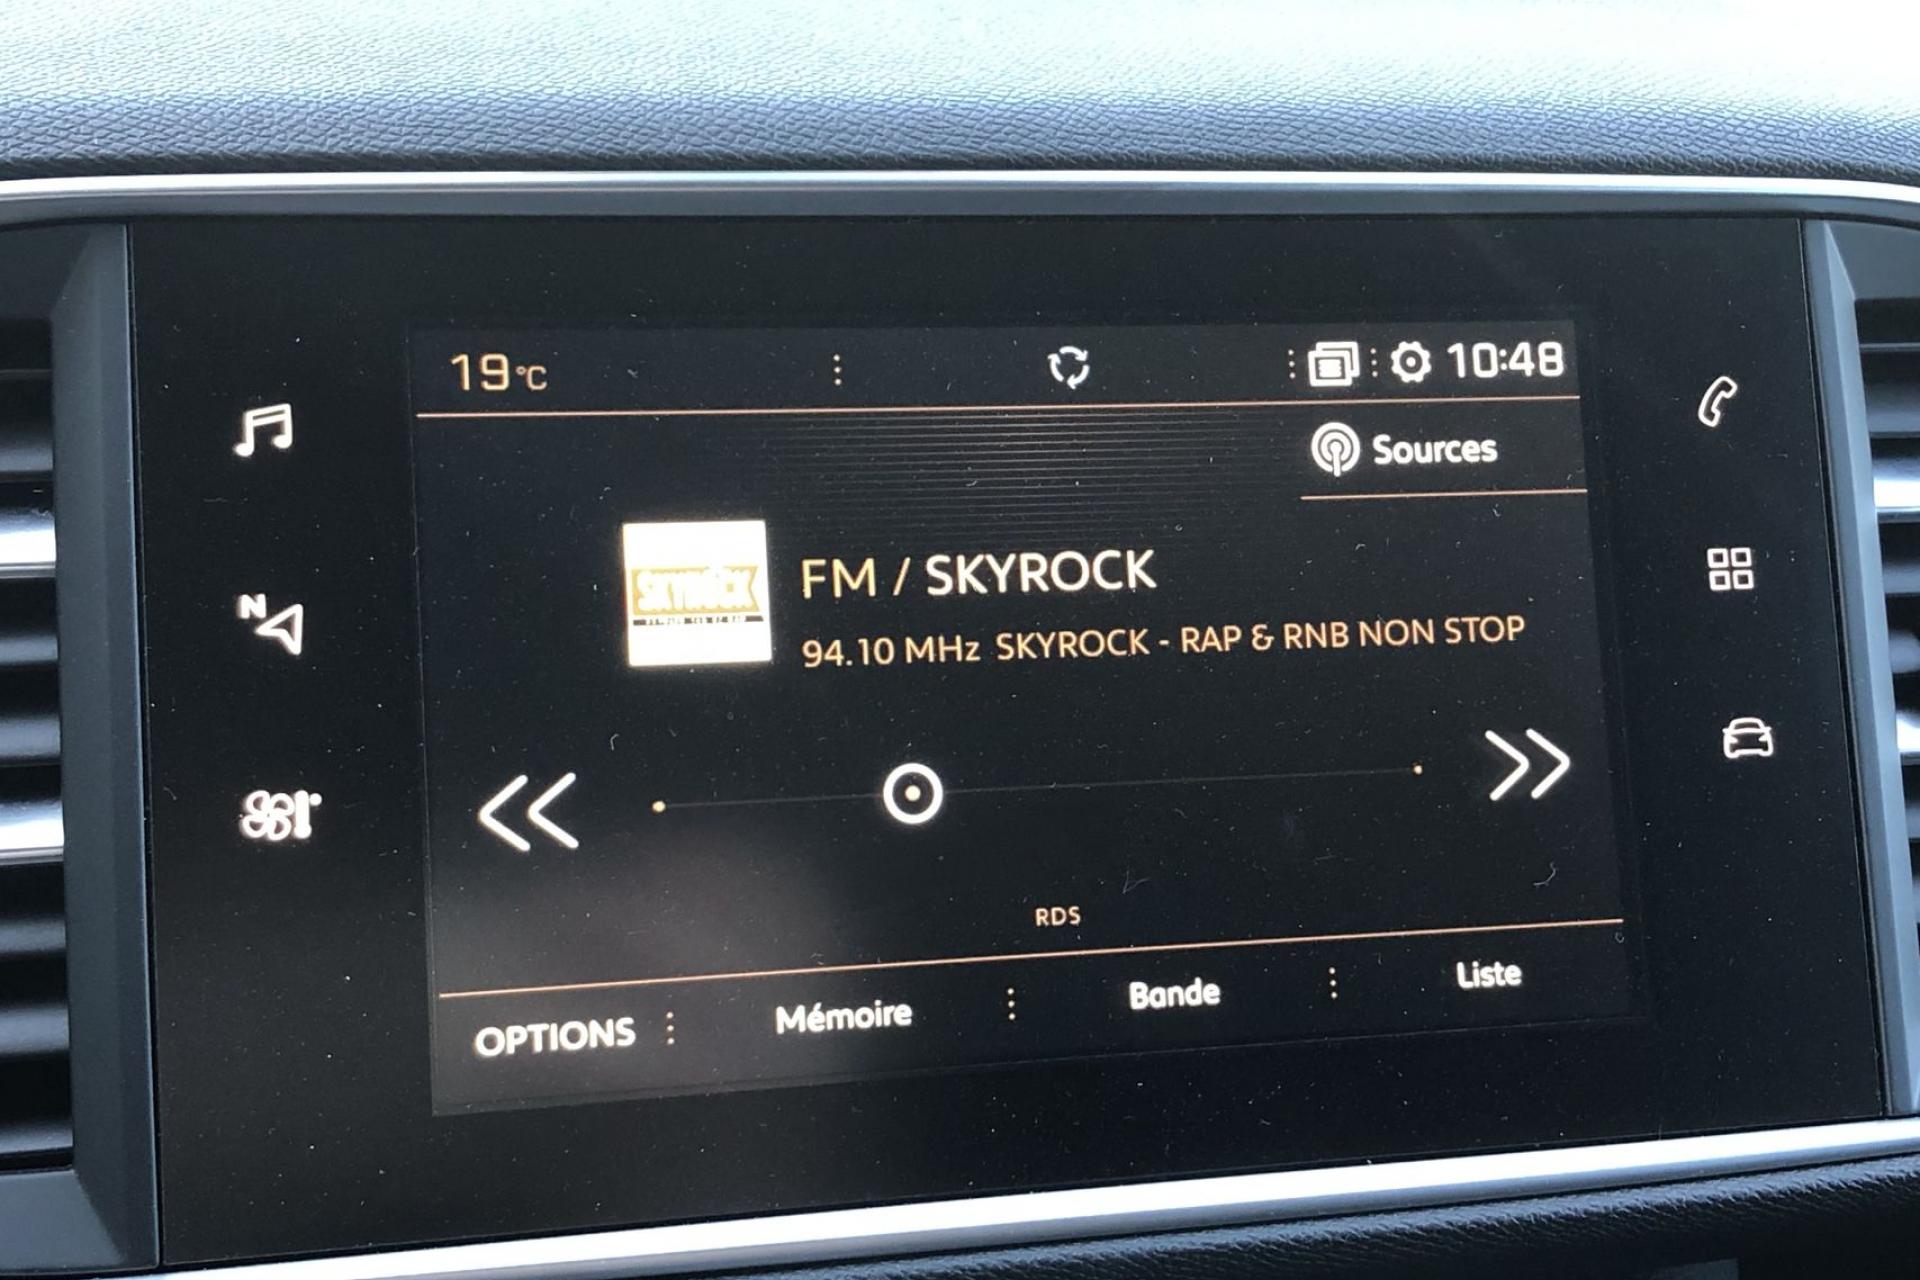 19°C
10:48
Sources
N
SKYROCK
FM / SKYROCK
94.10 MHz SKYROCK - RAP & RNB NON STOP
RDS
OPTIONS
Mémoire
Bande
Liste